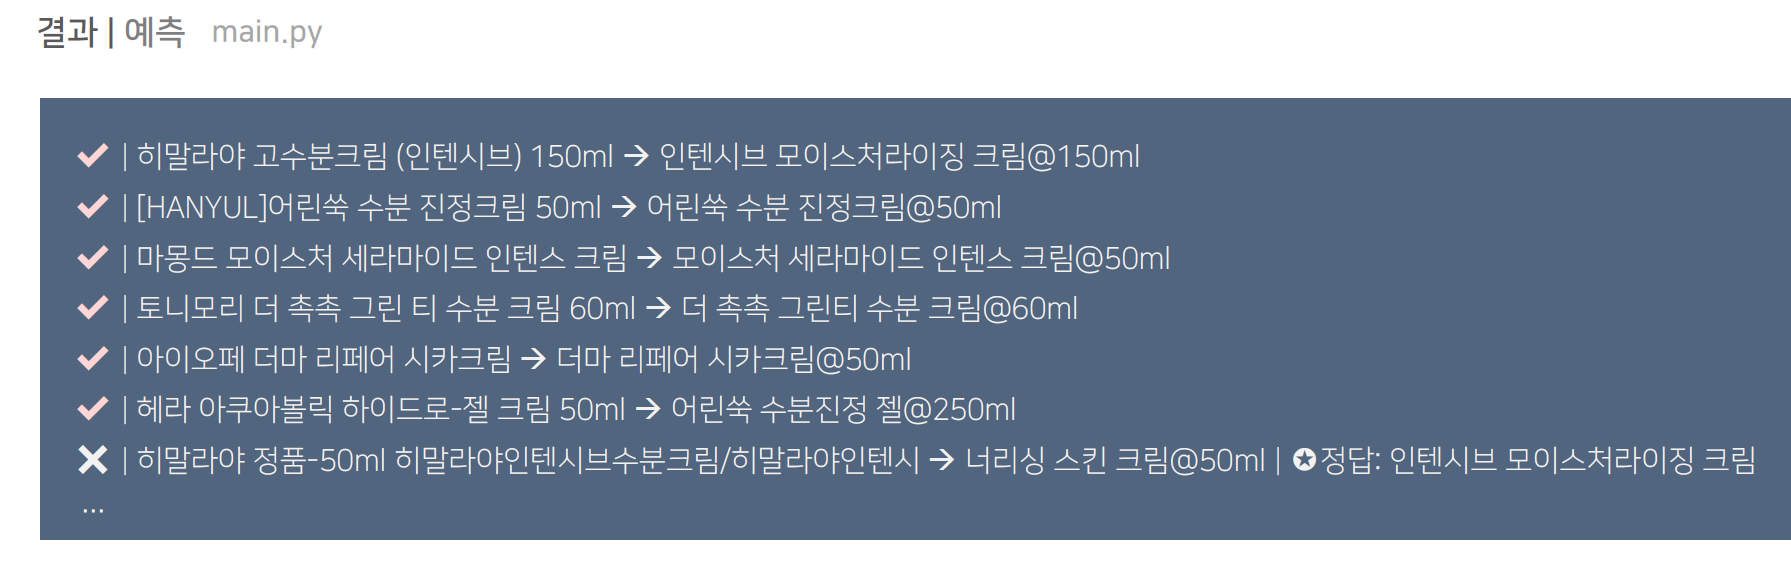 결과 | 예측 main.py
✔ | 히말라야 고수분크림 (인텐시브) 150ml → 인텐시브 모이스처라이징 크림@150ml
✔ | [HANYUL]어린쑥 수분 진정크림 50ml → 어린쑥 수분 진정크림@50ml
✔ | 마몽드 모이스처 세라마이드 인텐스 크림 → 모이스처 세라마이드 인텐스 크림@50ml
✔ | 토니모리 더 촉촉 그린 티 수분 크림 60ml → 더 촉촉 그린티 수분 크림@60ml
✔ | 아이오페 더마 리페어 시카크림 → 더마 리페어 시카크림@50ml
✔ | 헤라 아쿠아볼릭 하이드로-젤 크림 50ml → 어린쑥 수분진정 젤@250ml
✖ | 히말라야 정품-50ml 히말라야인텐시브수분크림/히말라야인텐시 → 너리싱 스킨 크림@50ml | ✪정답: 인텐시브 모이스처라이징 크림
...